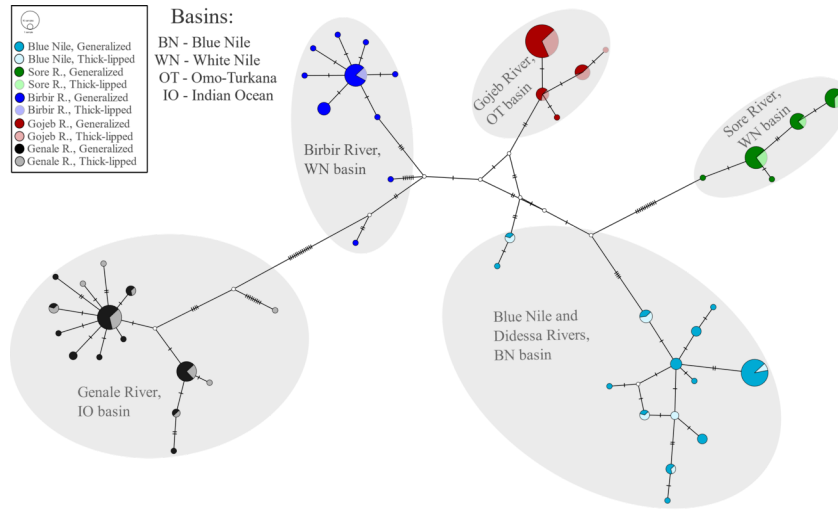 Basins:
BN - Blue Nile
WN - White Nile
OT - Omo-Turkana
IO - Indian Ocean
Blue Nile, Generalized
Blue Nile, Thick-lipped
Sore R., Generalized
Sore R., Thick-lipped
Birbir R., Generalized
Birbir R., Thick-lipped
Gojeb R., Generalized
Gojeb R., Thick-lipped
Genale R., Generalized
Genale R., Thick-lipped
Birbir River,
WN basin
Gojeb River,
OT basin
Sore River,
WN basin
Blue Nile and
Didessa Rivers,
BN basin
Genale River,
IO basin